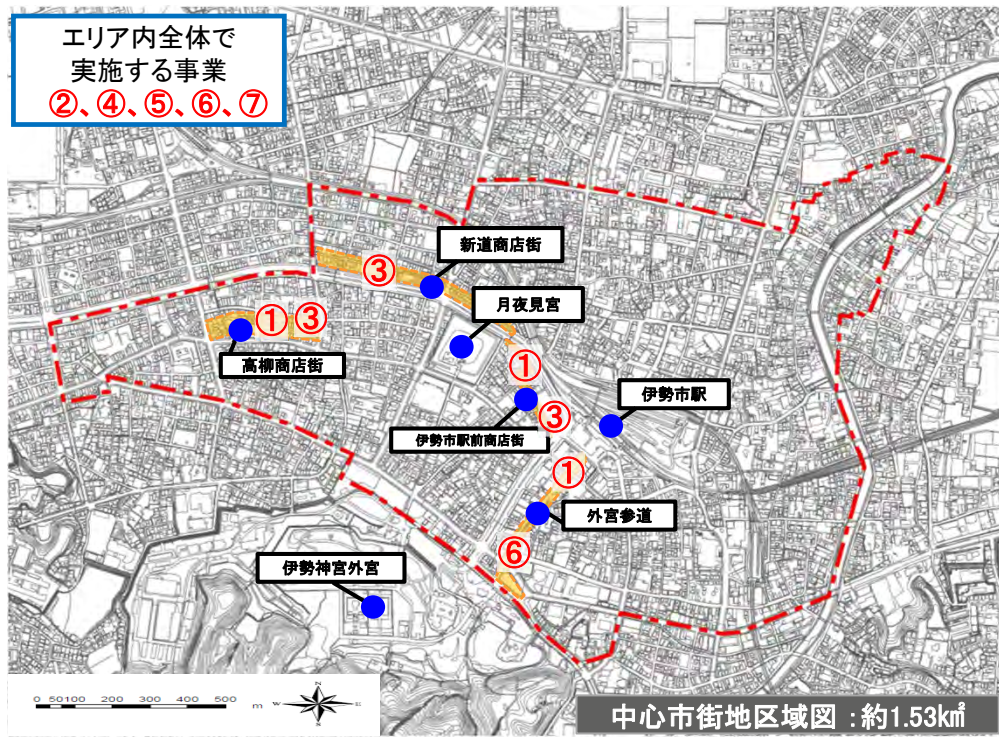 エリア内全体で
実施する事業
②、④、⑤、⑥、⑦
新道商店街
③
月夜見宮
① ③
高柳商店街
①
伊勢市駅
③
伊勢市駅前商店街
①
外宮参道
⑥
伊勢神宮外宮
0 50100 200 300 400 500 m
N
W E
S
中心市街地区域図：約1.53㎢